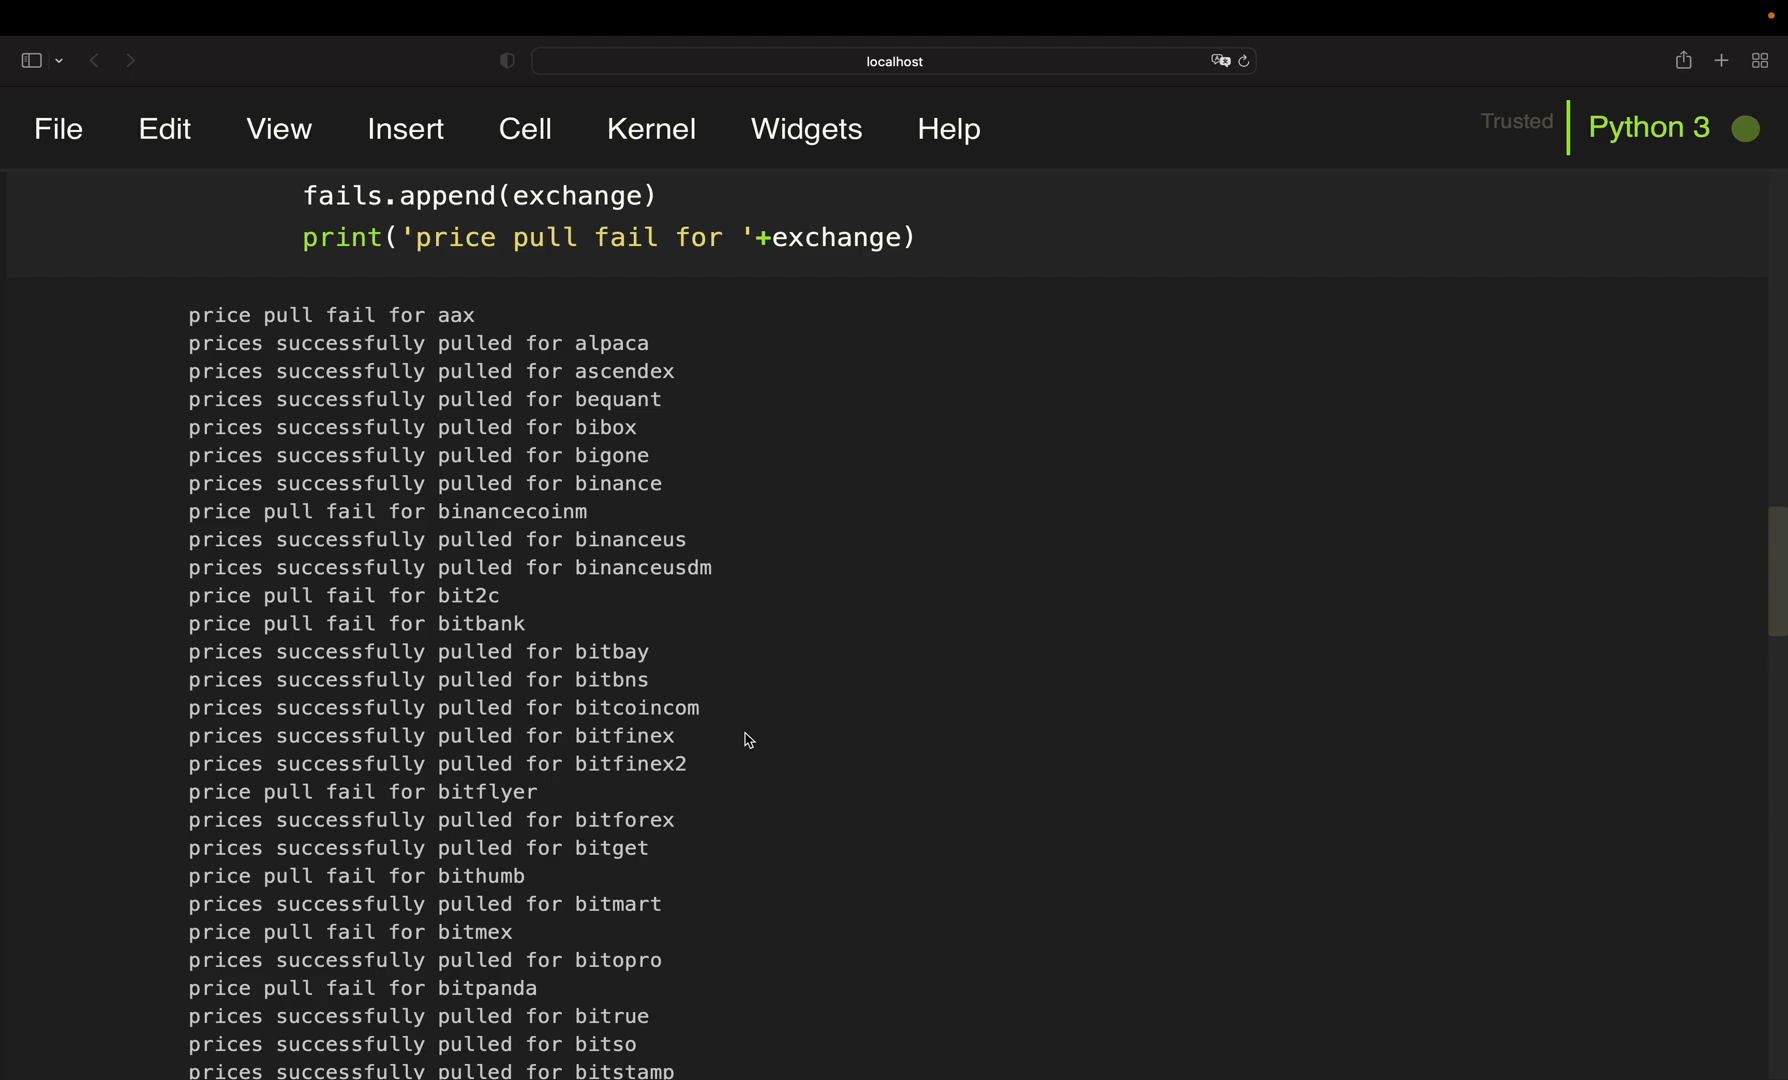 localhost
File Edit View Insert Cell Kernel Widgets Help Trusted Python 3
fails.append(exchange)
print('price pull fail for '+exchange)
price pull fail for aax
prices successfully pulled for alpaca
prices successfully pulled for ascendex
prices successfully pulled for bequant
prices successfully pulled for bibox
prices successfully pulled for bigone
prices successfully pulled for binance
price pull fail for binancecoinm
prices successfully pulled for binanceus
prices successfully pulled for binanceusdm
price pull fail for bit2c
price pull fail for bitbank
prices successfully pulled for bitbay
prices successfully pulled for bitbns
prices successfully pulled for bitcoincom
prices successfully pulled for bitfinex
prices successfully pulled for bitfinex2
price pull fail for bitflyer
prices successfully pulled for bitforex
prices successfully pulled for bitget
price pull fail for bithumb
prices successfully pulled for bitmart
price pull fail for bitmex
prices successfully pulled for bitopro
price pull fail for bitpanda
prices successfully pulled for bitrue
prices successfully pulled for bitso
prices successfully pulled for bitstamp